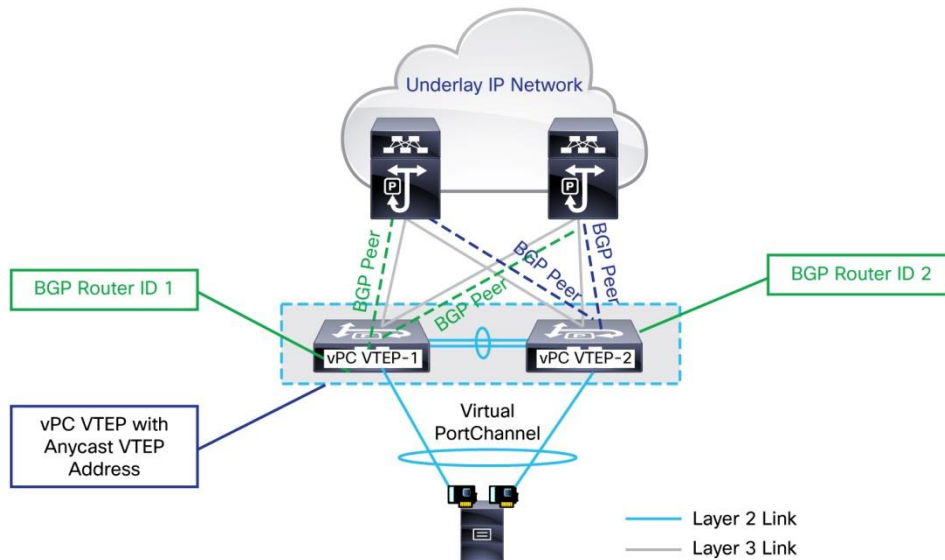 Underlay IP Network
P
P
BGP Peer
BGP Peer
BGP Peer
BGP Peer
BGP Router ID 1
BGP Router ID 2
vPC VTEP-1
vPC VTEP-2
vPC VTEP with
Anycast VTEP
Address
Virtual
PortChannel
Layer 2 Link
Layer 3 Link